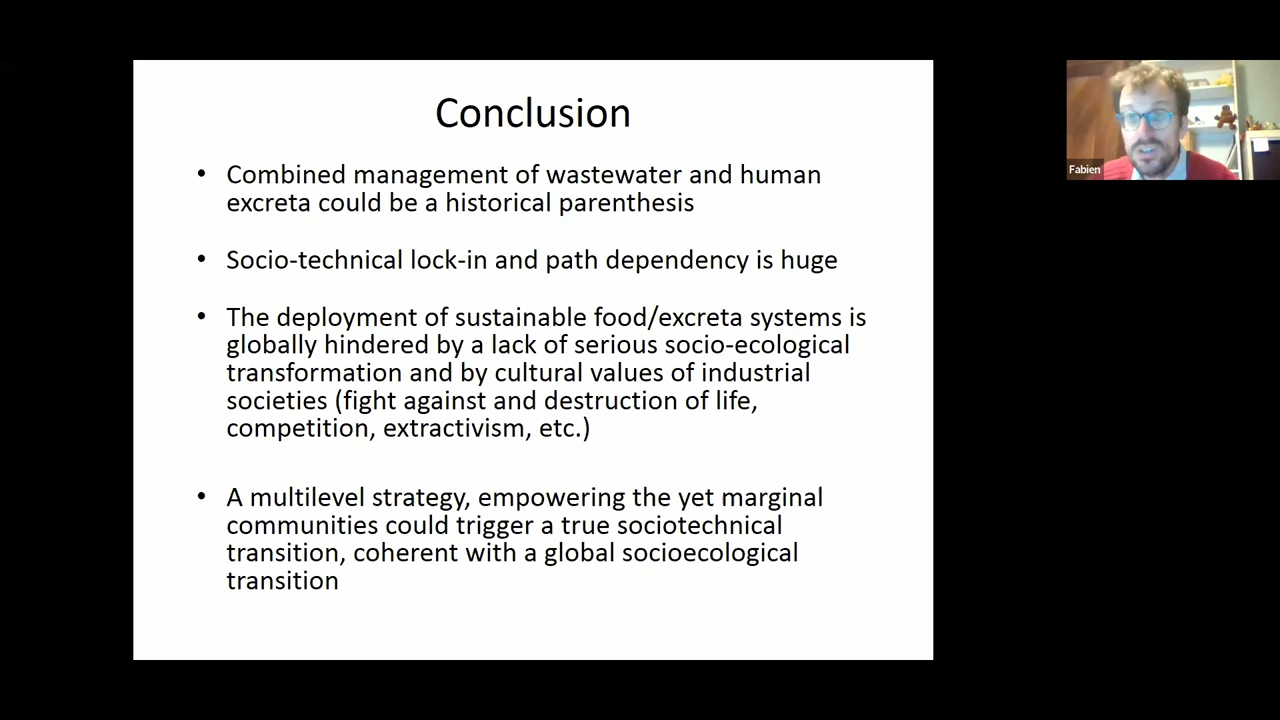 Conclusion
• Combined management of wastewater and human
excreta could be a historical parenthesis
• Socio-technical lock-in and path dependency is huge
• The deployment of sustainable food/excreta systems is
globally hindered by a lack of serious socio-ecological
transformation and by cultural values of industrial
societies (fight against and destruction of life,
competition, extractivism, etc.)
• A multilevel strategy, empowering the yet marginal
communities could trigger a true sociotechnical
transition, coherent with a global socioecological
transition
Fabien